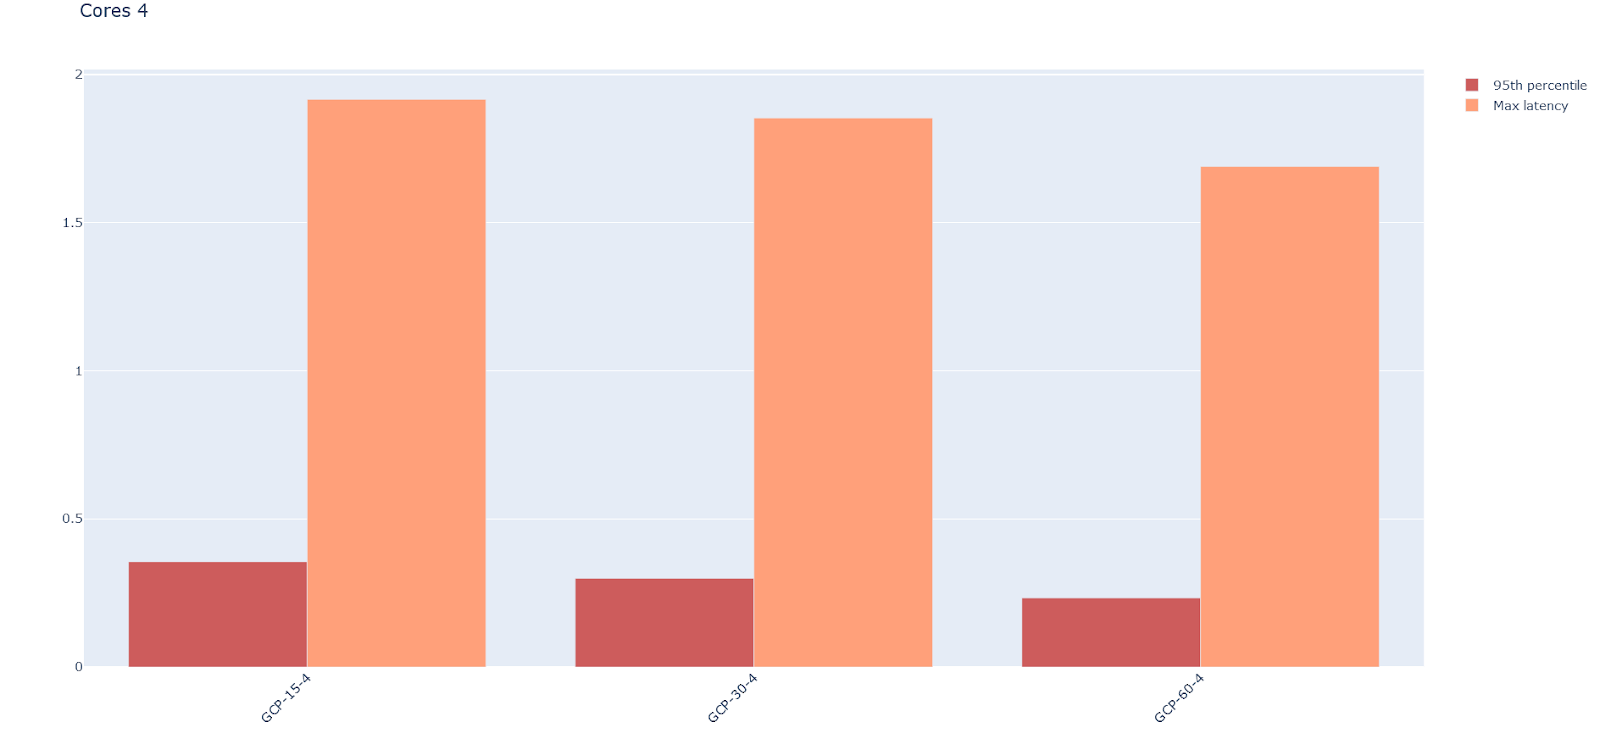 Cores 4
2
1.5
1
0.5
0
GCP-15-4
GCP-30-4
GCP-60-4
95th percentile
Max latency